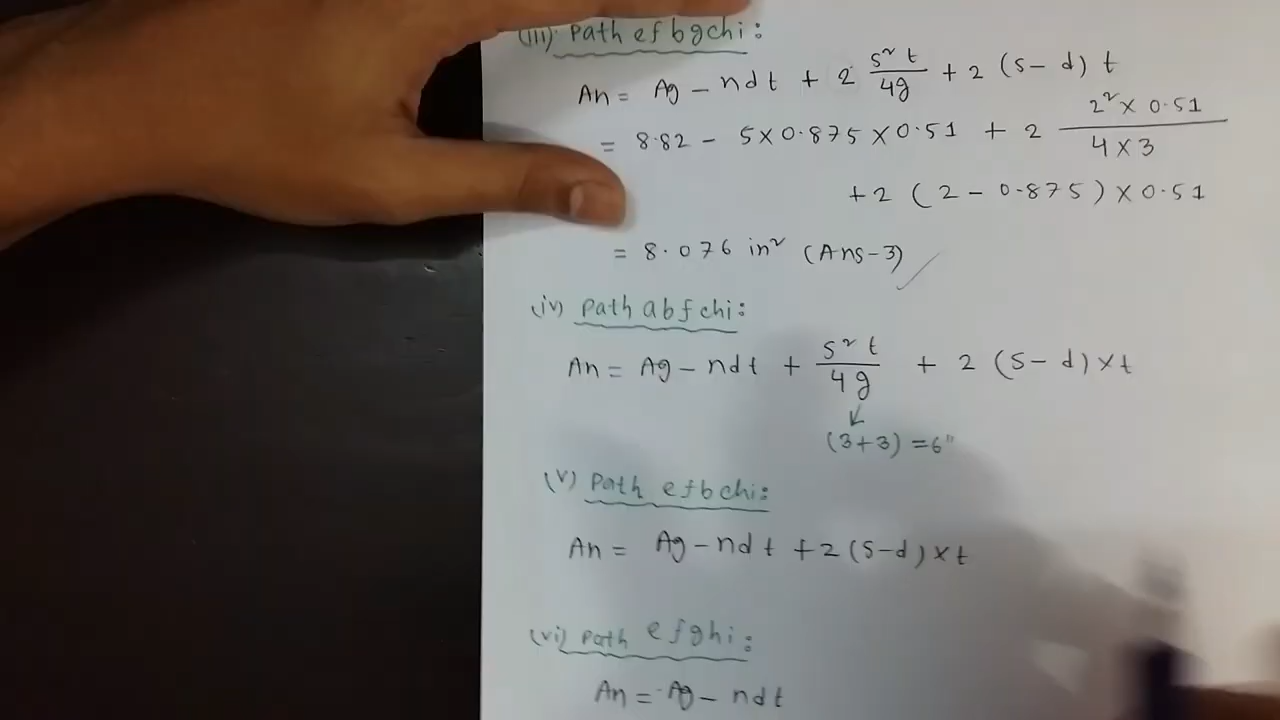 (iii) Path efbgchi:
An = Ag - ndt + 2 s²t/4g + 2 (s-d) t
= 8.82 - 5×0.875×0.51 + 2 2²×0.51/4×3
+2 (2-0.875)×0.51
= 8.076 in² (Ans-3)
(iv) Path abfchi:
An = Ag - ndt + s²t/4g + 2 (s-d)×t
(3+3) = 6"
(v) Path efbchi:
An = Ag - ndt + 2(s-d)×t
(vi) Path efghi:
An = Ag - ndt